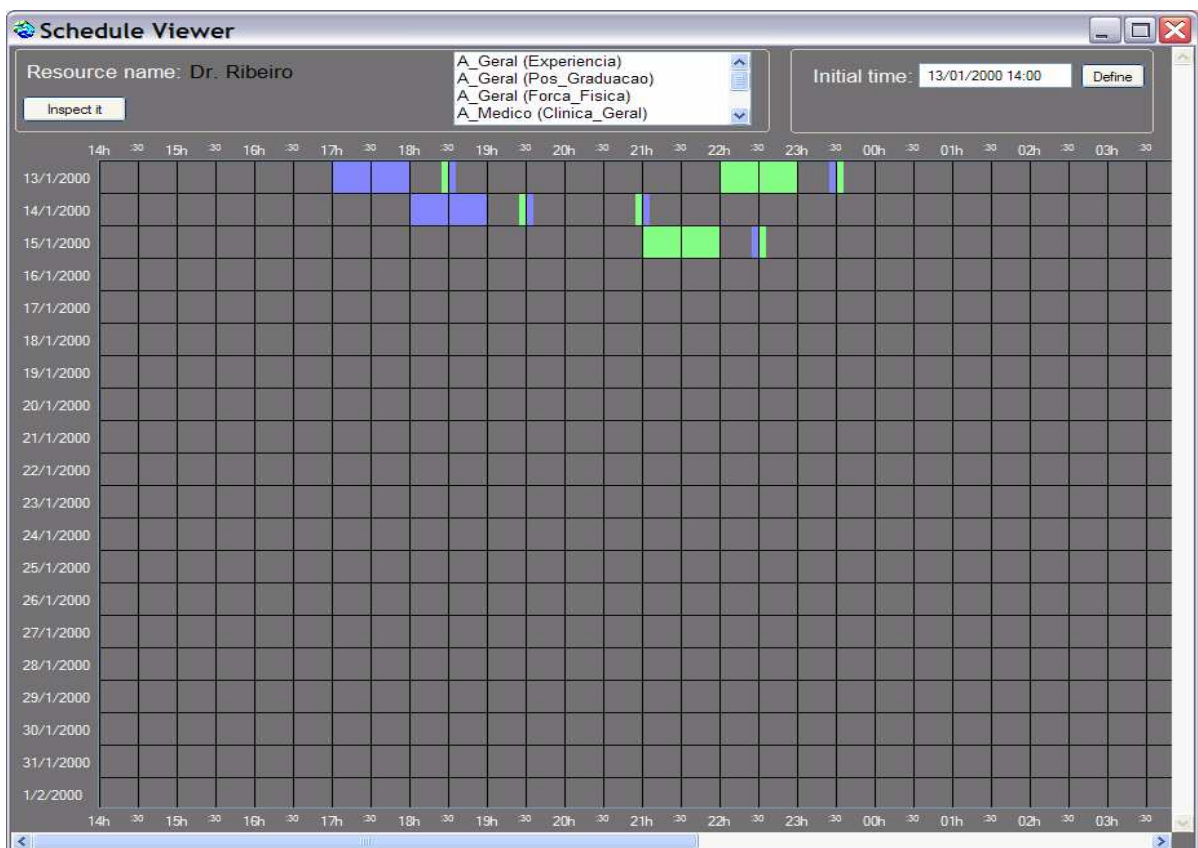 Schedule Viewer
Resource name: Dr. Ribeiro
Inspect it
A_Geral (Experiencia)
A_Geral (Pos_Graduacao)
A_Geral (Forca_Fisica)
A_Medico (Clinica_Geral)
Initial time: 13/01/2000 14:00 Define
14h :30 15h :30 16h :30 17h :30 18h :30 19h :30 20h :30 21h :30 22h :30 23h :30 00h :30 01h :30 02h :30 03h :30
13/1/2000
14/1/2000
15/1/2000
16/1/2000
17/1/2000
18/1/2000
19/1/2000
20/1/2000
21/1/2000
22/1/2000
23/1/2000
24/1/2000
25/1/2000
26/1/2000
27/1/2000
28/1/2000
29/1/2000
30/1/2000
31/1/2000
1/2/2000
14h :30 15h :30 16h :30 17h :30 18h :30 19h :30 20h :30 21h :30 22h :30 23h :30 00h :30 01h :30 02h :30 03h :30